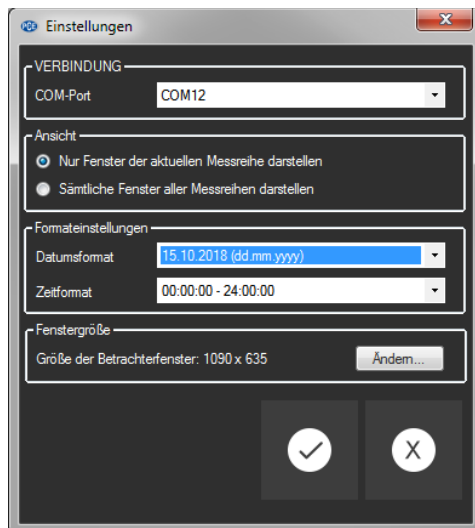 PCE Einstellungen
VERBINDUNG
COM-Port COM12
Ansicht
Nur Fenster der aktuellen Messreihe darstellen
Sämtliche Fenster aller Messreihen darstellen
Formateinstellungen
Datumsformat 15.10.2018 (dd.mm.yyyy)
Zeitformat 00:00:00 - 24:00:00
Fenstergröße
Größe der Betrachterfenster: 1090 x 635 Ändern...